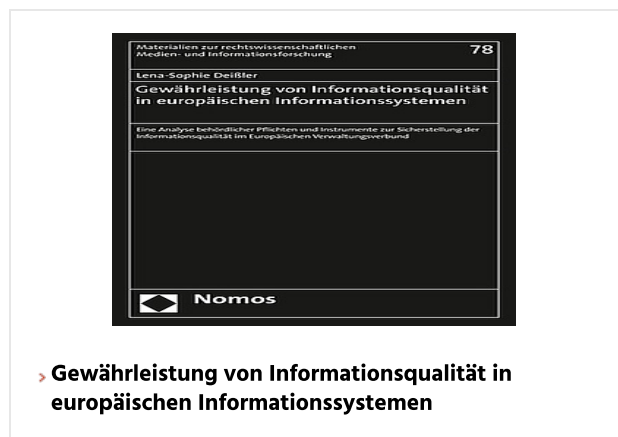 Materialien zur rechtswissenschaftlichen
Medien- und Informationsforschung
78
Lena-Sophie Deißler
Gewährleistung von Informationsqualität
in europäischen Informationssystemen
Eine Analyse behördlicher Pflichten und Instrumente zur Sicherstellung der
Informationsqualität im Europäischen Verwaltungsverbund
Nomos
Gewährleistung von Informationsqualität in
europäischen Informationssystemen